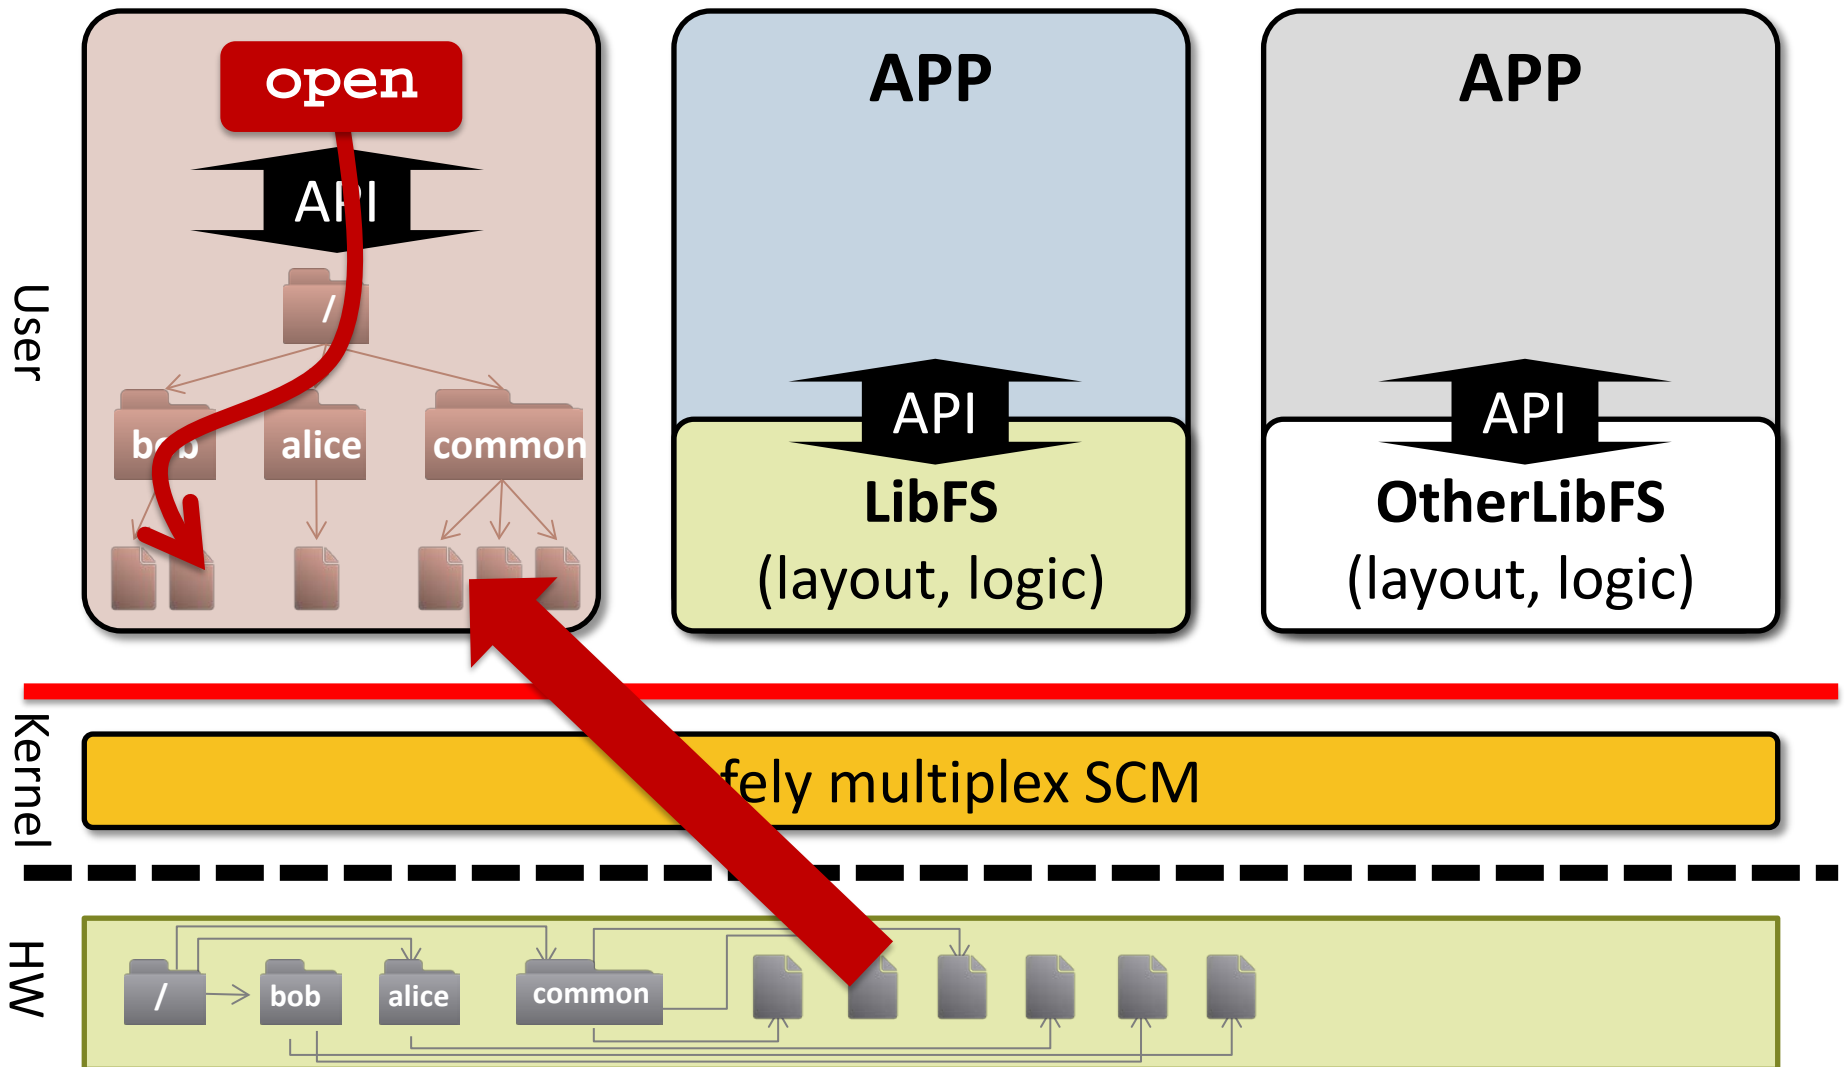 open
API
/
bob
alice
common
APP
API
LibFS
(layout, logic)
APP
API
OtherLibFS
(layout, logic)
User
Kernel
fely multiplex SCM
HW
/
bob
alice
common